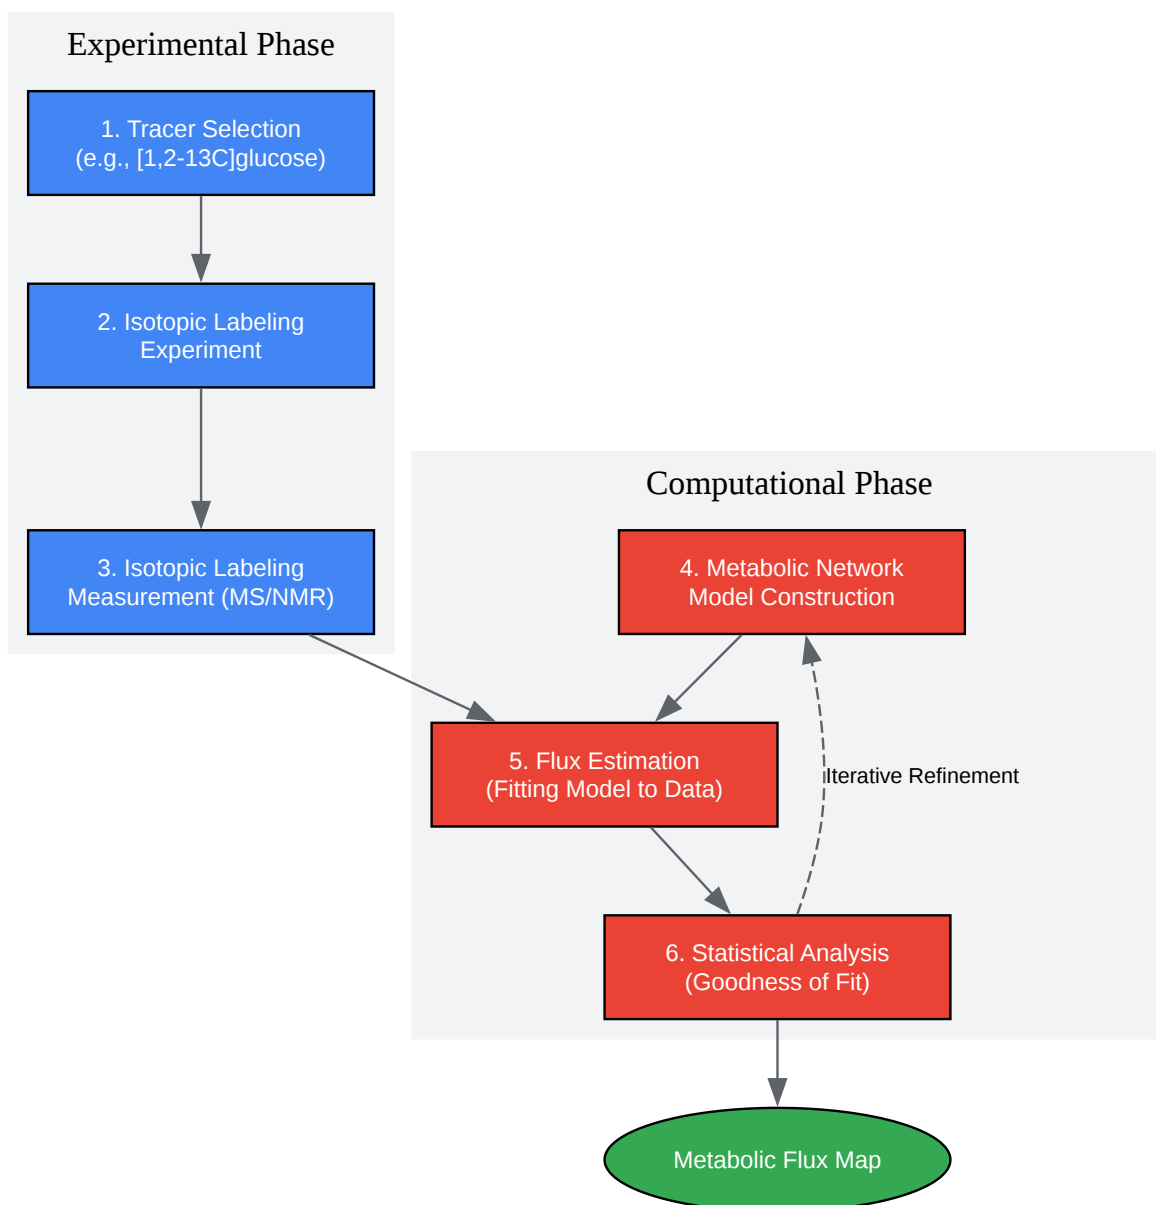 Experimental Phase
1. Tracer Selection
(e.g., [1,2-13C]glucose)
2. Isotopic Labeling
Experiment
3. Isotopic Labeling
Measurement (MS/NMR)
Computational Phase
4. Metabolic Network
Model Construction
5. Flux Estimation
(Fitting Model to Data)
Iterative Refinement
6. Statistical Analysis
(Goodness of Fit)
Metabolic Flux Map